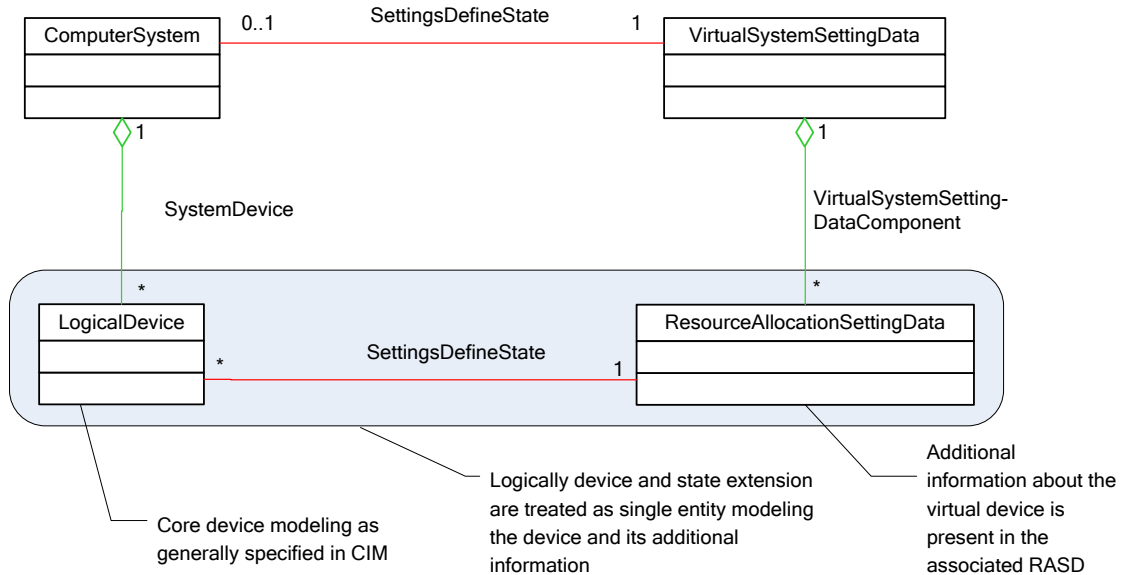 SettingsDefineState
ComputerSystem
0..1
1
VirtualSystemSettingData
1
1
SystemDevice
VirtualSystemSetting-
DataComponent
*
*
LogicalDevice
ResourceAllocationSettingData
*
SettingsDefineState
1
Core device modeling as
generally specified in CIM
Logically device and state extension
are treated as single entity modeling
the device and its additional
information
Additional
information about the
virtual device is
present in the
associated RASD